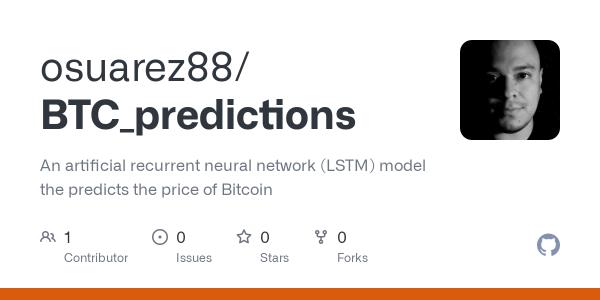 osuarez88/
BTC_predictions
An artificial recurrent neural network (LSTM) model
the predicts the price of Bitcoin
1
Contributor
0
Issues
0
Stars
0
Forks